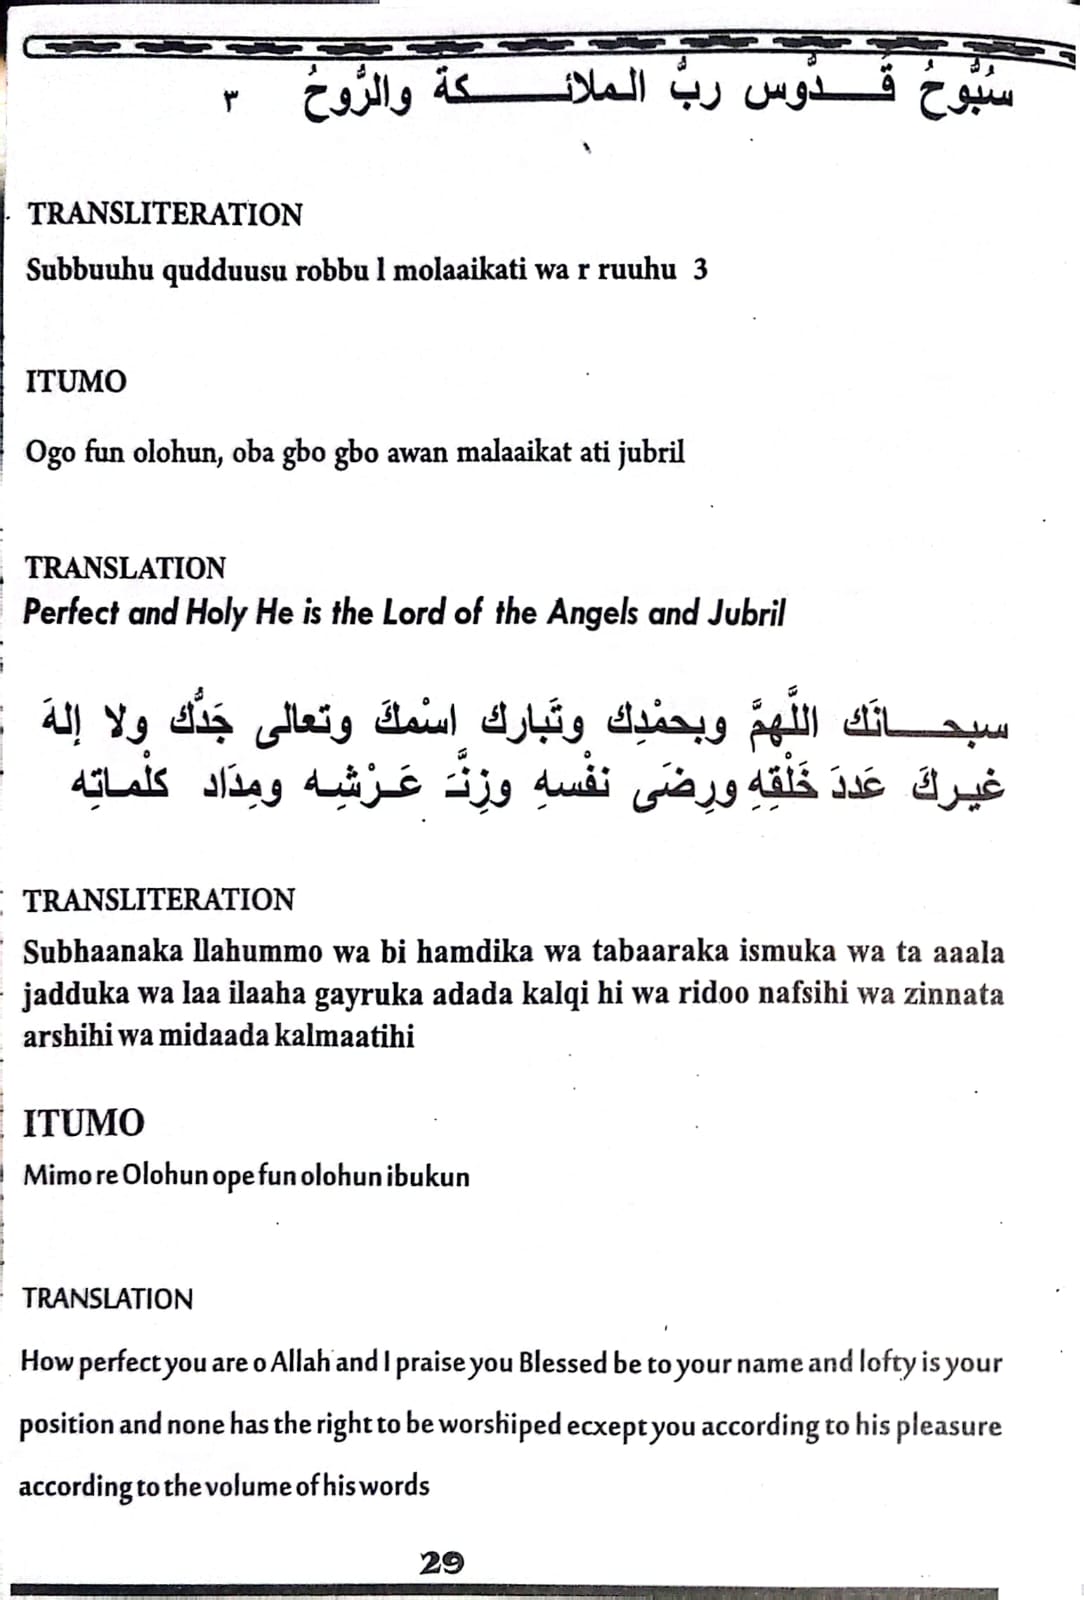 سُبُّوحُ قَدُّوس ربُّ الملائكة والرُّوحُ ٣
TRANSLITERATION
Subbuuhu qudduusu robbu l molaaikati wa r ruuhu 3
ITUMO
Ogo fun olohun, oba gbo gbo awan malaaikat ati jubril
TRANSLATION
Perfect and Holy He is the Lord of the Angels and Jubril
سبحانَك اللَّهمَّ وبحمْدِك وتَبارك اسْمكَ وتعالى جَدُّك ولا إلهَ
غيركَ عَددَ خَلْقِهِ ورِضَى نفْسهِ وزِنَّـَ عَـرْشِـه ومِدَاد كلْماتِه
TRANSLITERATION
Subhaanaka llahummo wa bi hamdika wa tabaaraka ismuka wa ta aaala
jadduka wa laa ilaaha gayruka adada kalqi hi wa ridoo nafsihi wa zinnata
arshihi wa midaada kalmaatihi
ITUMO
Mimo re Olohun ope fun olohun ibukun
TRANSLATION
How perfect you are o Allah and I praise you Blessed be to your name and lofty is your
position and none has the right to be worshiped ecxept you according to his pleasure
according to the volume of his words
29